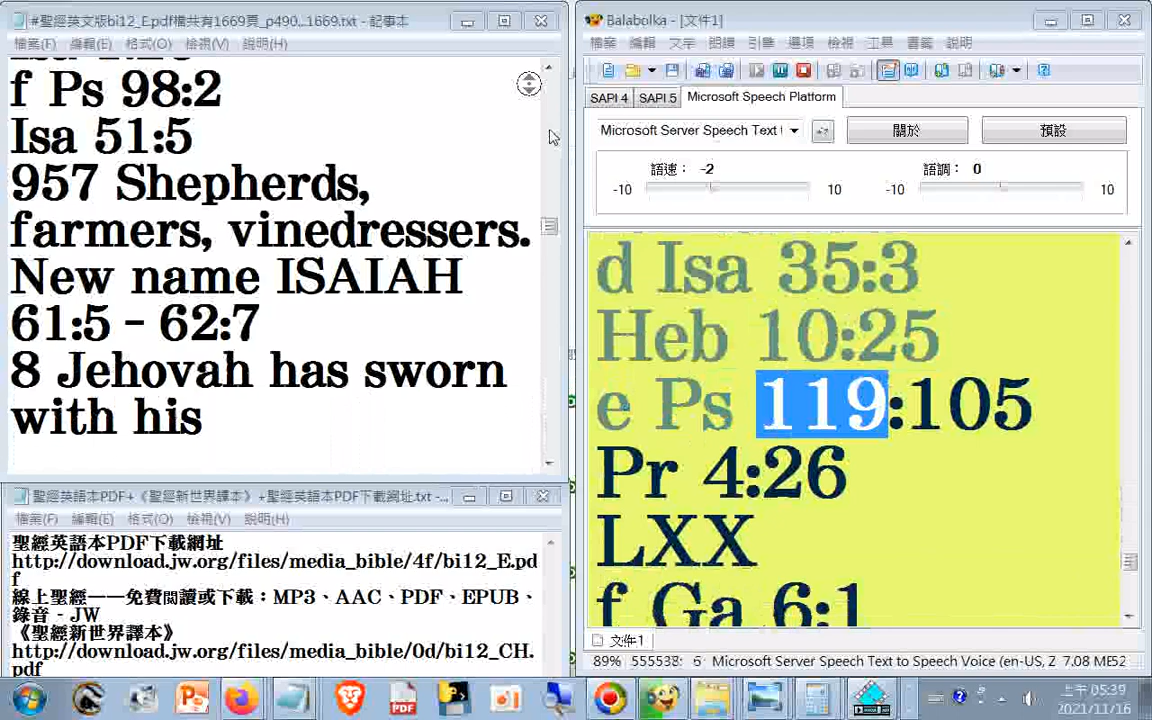 #聖經英文版bi12_E.pdf檔共有1669頁_p490,..1669.txt - 記事本
檔案(F) 編輯(E) 格式(O) 檢視(V) 說明(H)
f Ps 98:2
Isa 51:5
957 Shepherds,
farmers, vinedressers.
New name ISAIAH
61:5 - 62:7
8 Jehovah has sworn
with his
聖經英語本PDF+《聖經新世界譯本》+聖經英語本PDF下載網址.txt -...
檔案(F) 編輯(E) 格式(O) 檢視(V) 說明(H)
聖經英語本PDF下載網址
http://download.jw.org/files/media_bible/4f/bi12_E.pd
f
線上聖經——免費閱讀或下載：MP3、AAC、PDF、EPUB、
錄音 - JW
《聖經新世界譯本》
http://download.jw.org/files/media_bible/0d/bi12_CH.
pdf
Balabolka - [文件1]
檔案 編輯 文字 朗讀 引擎 選項 檢視 工具 書籤 說明
SAPI 4 SAPI 5 Microsoft Speech Platform
Microsoft Server Speech Text 關於 預設
語速： -2 語調： 0
-10 10 -10 10
d Isa 35:3
Heb 10:25
e Ps 119:105
Pr 4:26
LXX
f Ga 6:1
文件1
89% 555538: 6 Microsoft Server Speech Text to Speech Voice (en-US, Z 7.08 ME52
上午 05:39
2021/11/16